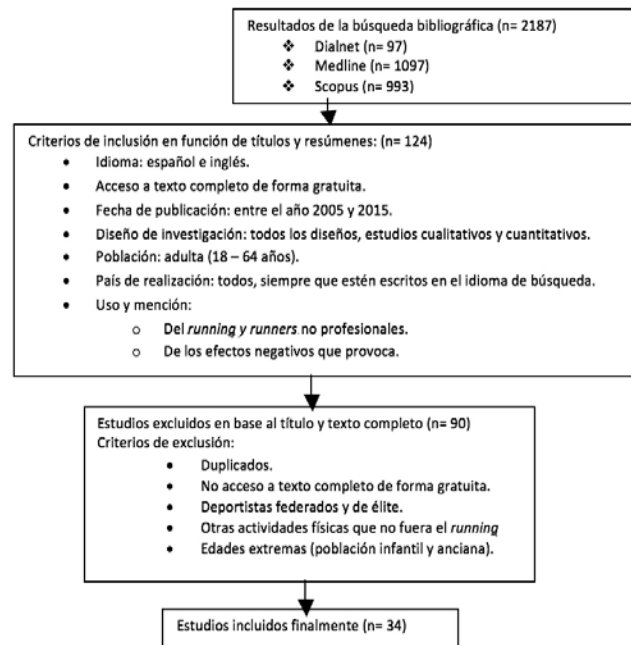 Resultados de la búsqueda bibliográfica (n= 2187)
❖ Dialnet (n= 97)
❖ Medline (n= 1097)
❖ Scopus (n= 993)
Criterios de inclusión en función de títulos y resúmenes: (n= 124)
• Idioma: español e inglés.
• Acceso a texto completo de forma gratuita.
• Fecha de publicación: entre el año 2005 y 2015.
• Diseño de investigación: todos los diseños, estudios cualitativos y cuantitativos.
• Población: adulta (18 – 64 años).
• País de realización: todos, siempre que estén escritos en el idioma de búsqueda.
• Uso y mención:
o Del running y runners no profesionales.
o De los efectos negativos que provoca.
Estudios excluidos en base al título y texto completo (n= 90)
Criterios de exclusión:
• Duplicados.
• No acceso a texto completo de forma gratuita.
• Deportistas federados y de élite.
• Otras actividades físicas que no fuera el running
• Edades extremas (población infantil y anciana).
Estudios incluidos finalmente (n= 34)